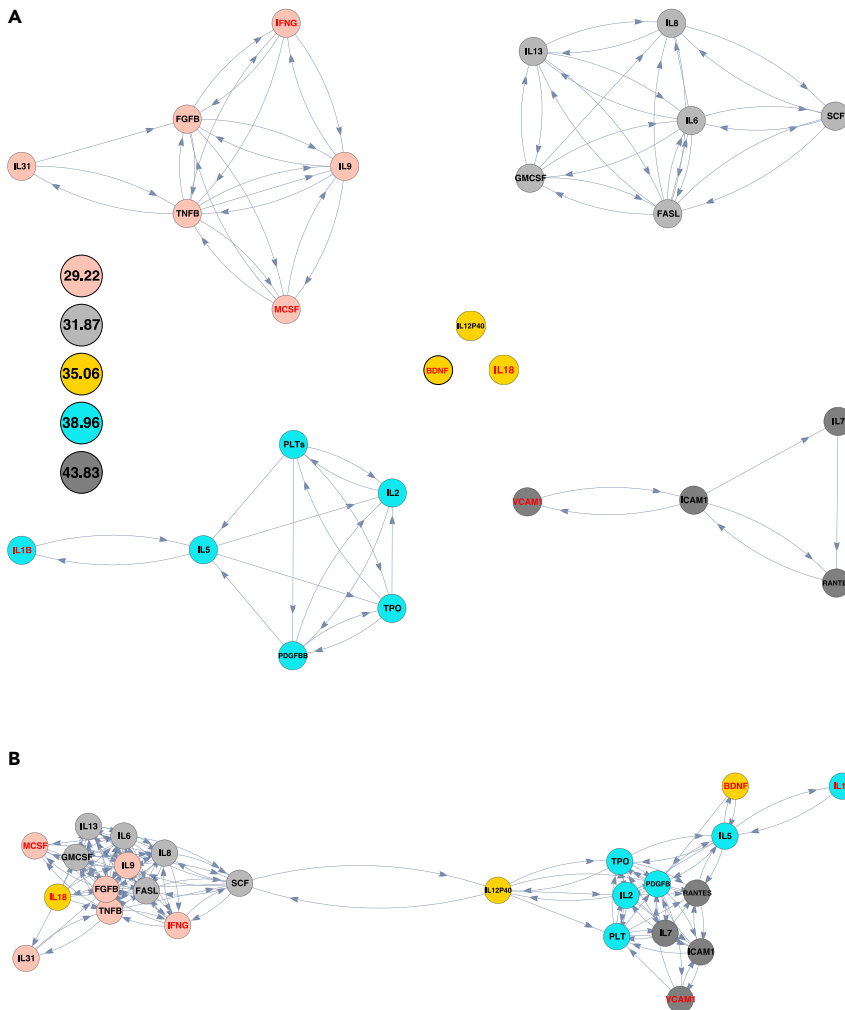 A
IFNG
FGFB
IL31
IL9
TNFB
MCSF
IL8
IL13
IL6
SCF
GMCSF
FASL
29.22
31.87
35.06
38.96
43.83
IL12P40
BDNF
IL18
PLTs
IL2
IL1B
IL5
TPO
PDGFBB
IL7
VCAM1
ICAM1
RANTES
B
BDNF
IL1
IL13
IL6
MCSF
GMCSF
IL8
IL9
IL5
TPO
SCF
FGFB
FASL
IL18
TNFB
IL12P40
PDGFB
IL2
RANTES
IFNG
PLT
IL7
ICAM1
IL31
VCAM1